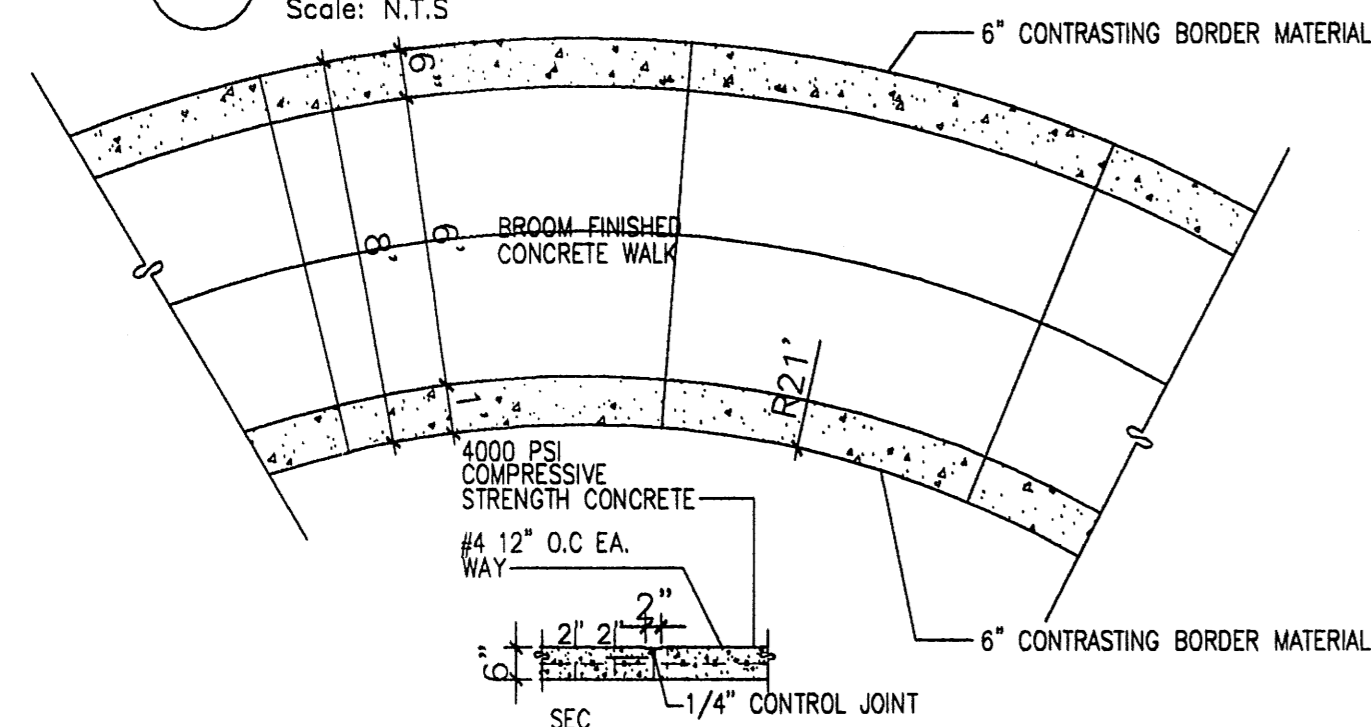 Scale: N.T.S
6" CONTRASTING BORDER MATERIAL
6"
8'
6'
BROOM FINISHED
CONCRETE WALK
R21'
1
4000 PSI
COMPRESSIVE
STRENGTH CONCRETE
#4 12" O.C EA.
WAY
2"
2" 2"
6"
6" CONTRASTING BORDER MATERIAL
1/4" CONTROL JOINT
SEC